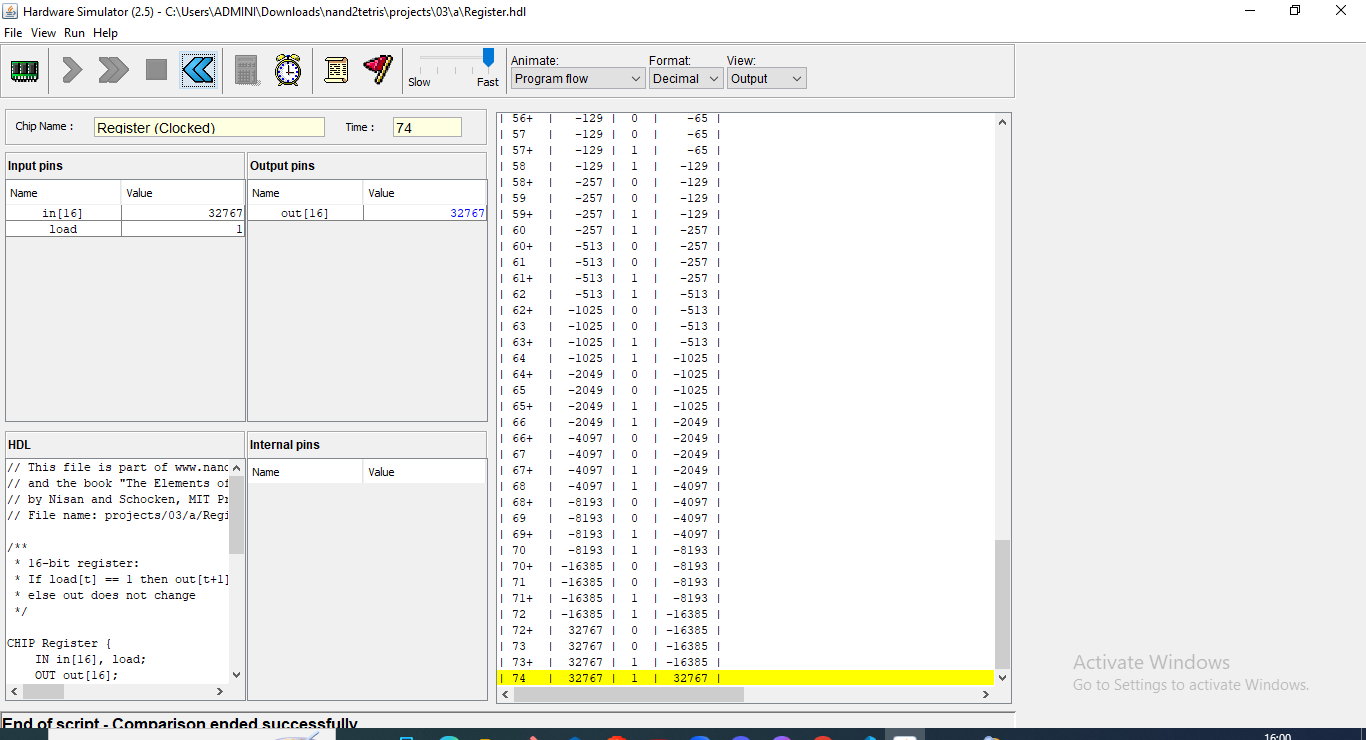 Hardware Simulator (2.5) - C:\Users\ADMINI\Downloads\nand2tetris\projects\03\a\Register.hdl
File View Run Help
Slow Fast
Animate: Format: View:
Program flow Decimal Output
Chip Name : Register (Clocked) Time : 74
Input pins
Name Value
in[16] 32767
load 1
Output pins
Name Value
out[16] 32767
HDL
// This file is part of www.nand
// and the book "The Elements of
// by Nisan and Schocken, MIT Pr
// File name: projects/03/a/Regi
/**
* 16-bit register:
* If load[t] == 1 then out[t+1]
* else out does not change
*/
CHIP Register {
IN in[16], load;
OUT out[16];
Internal pins
Name Value
| 56+ | -129 | 0 | -65 |
| 57 | -129 | 0 | -65 |
| 57+ | -129 | 1 | -65 |
| 58 | -129 | 1 | -129 |
| 58+ | -257 | 0 | -129 |
| 59 | -257 | 0 | -129 |
| 59+ | -257 | 1 | -129 |
| 60 | -257 | 1 | -257 |
| 60+ | -513 | 0 | -257 |
| 61 | -513 | 0 | -257 |
| 61+ | -513 | 1 | -257 |
| 62 | -513 | 1 | -513 |
| 62+ | -1025 | 0 | -513 |
| 63 | -1025 | 0 | -513 |
| 63+ | -1025 | 1 | -513 |
| 64 | -1025 | 1 | -1025 |
| 64+ | -2049 | 0 | -1025 |
| 65 | -2049 | 0 | -1025 |
| 65+ | -2049 | 1 | -1025 |
| 66 | -2049 | 1 | -2049 |
| 66+ | -4097 | 0 | -2049 |
| 67 | -4097 | 0 | -2049 |
| 67+ | -4097 | 1 | -2049 |
| 68 | -4097 | 1 | -4097 |
| 68+ | -8193 | 0 | -4097 |
| 69 | -8193 | 0 | -4097 |
| 69+ | -8193 | 1 | -4097 |
| 70 | -8193 | 1 | -8193 |
| 70+ | -16385 | 0 | -8193 |
| 71 | -16385 | 0 | -8193 |
| 71+ | -16385 | 1 | -8193 |
| 72 | -16385 | 1 | -16385 |
| 72+ | 32767 | 0 | -16385 |
| 73 | 32767 | 0 | -16385 |
| 73+ | 32767 | 1 | -16385 |
| 74 | 32767 | 1 | 32767 |
Activate Windows
Go to Settings to activate Windows.
End of script - Comparison ended successfully
16:00